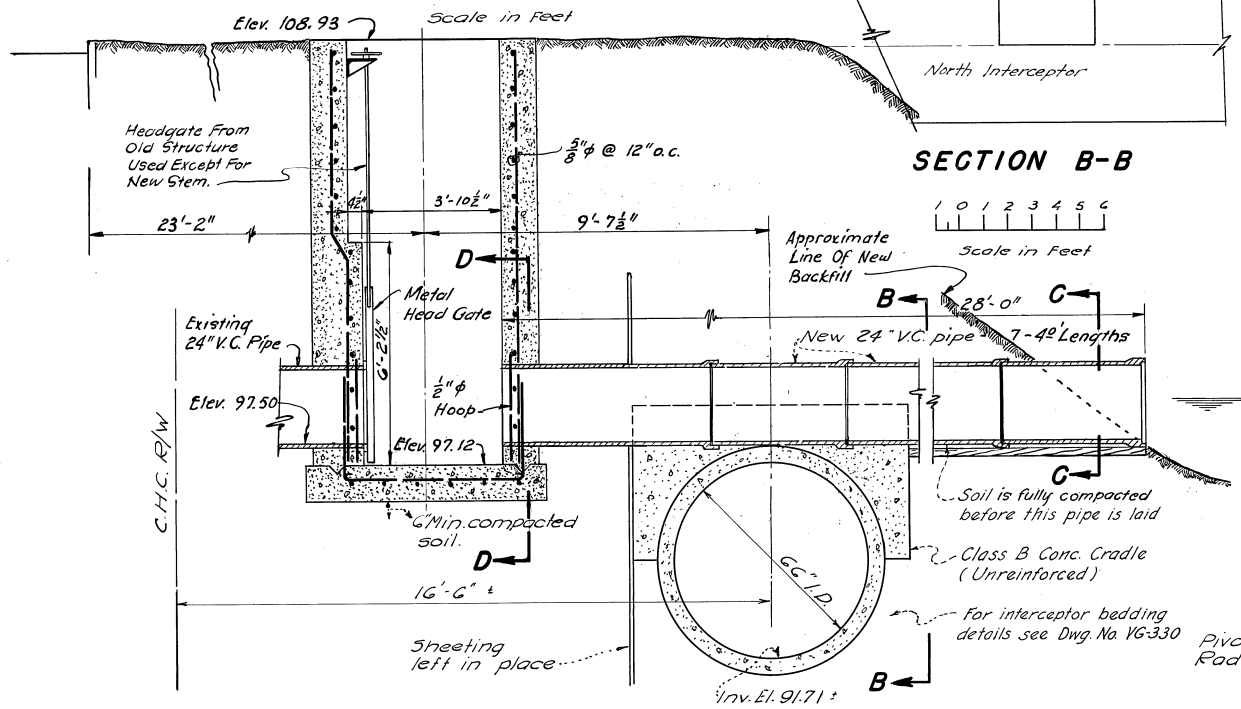 Elev. 108.93
Scale in Feet
North Interceptor
Headgate From
Old Structure
Used Except For
New Stem.
5/8"φ @ 12" o.c.
SECTION B-B
1 0 1 2 3 4 5 6
Scale in Feet
23'-2"
4 1/2"
3'-10 1/2"
9'-7 1/2"
Approximate
Line Of New
Backfill
D
B
C
28'-0"
Metal
Head Gate
6'-2 1/2"
Existing
24" V.C. Pipe
New 24" V.C. pipe - 7-4⁰' Lengths
1/2"φ
Hoop
Elev. 97.50
Elev. 97.12
C.H.C. R/W
6" Min. compacted
soil.
D
C
Soil is fully compacted
before this pipe is laid
Class B Conc. Cradle
(Unreinforced)
66" I.D.
16'-6" ±
For interceptor bedding
details see Dwg. No. VG-330
Sheeting
left in place
Inv. El. 91.71 ±
B